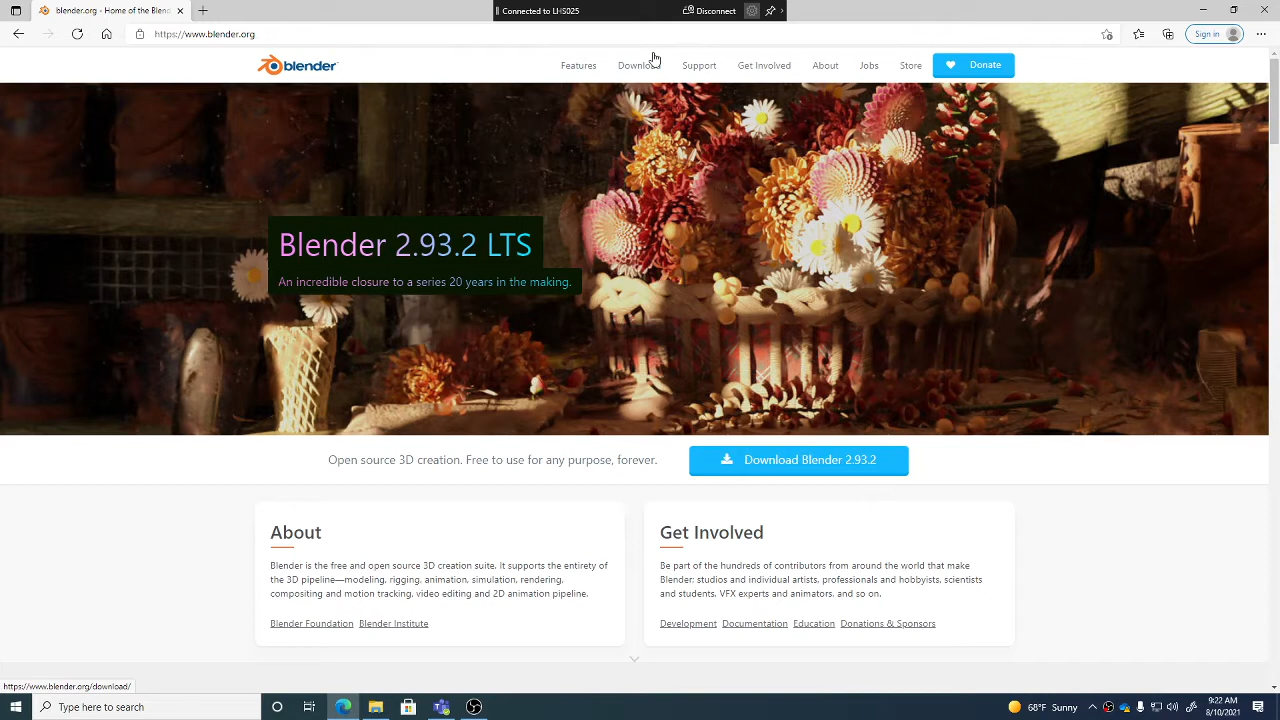 blender.org - Home of the Blen
Connected to LHS025
Disconnect
https://www.blender.org
Sign in
blender
Features
Download
Support
Get Involved
About
Jobs
Store
Donate
Blender 2.93.2 LTS
An incredible closure to a series 20 years in the making.
Open source 3D creation. Free to use for any purpose, forever.
Download Blender 2.93.2
About
Blender is the free and open source 3D creation suite. It supports the entirety of
the 3D pipeline—modeling, rigging, animation, simulation, rendering,
compositing and motion tracking, video editing and 2D animation pipeline.
Blender Foundation Blender Institute
Get Involved
Be part of the hundreds of contributors from around the world that make
Blender: studios and individual artists, professionals and hobbyists, scientists
and students, VFX experts and animators, and so on.
Development Documentation Education Donations & Sponsors
https://www.blender.org/download/
Type here to search
68°F Sunny
9:22 AM
8/10/2021